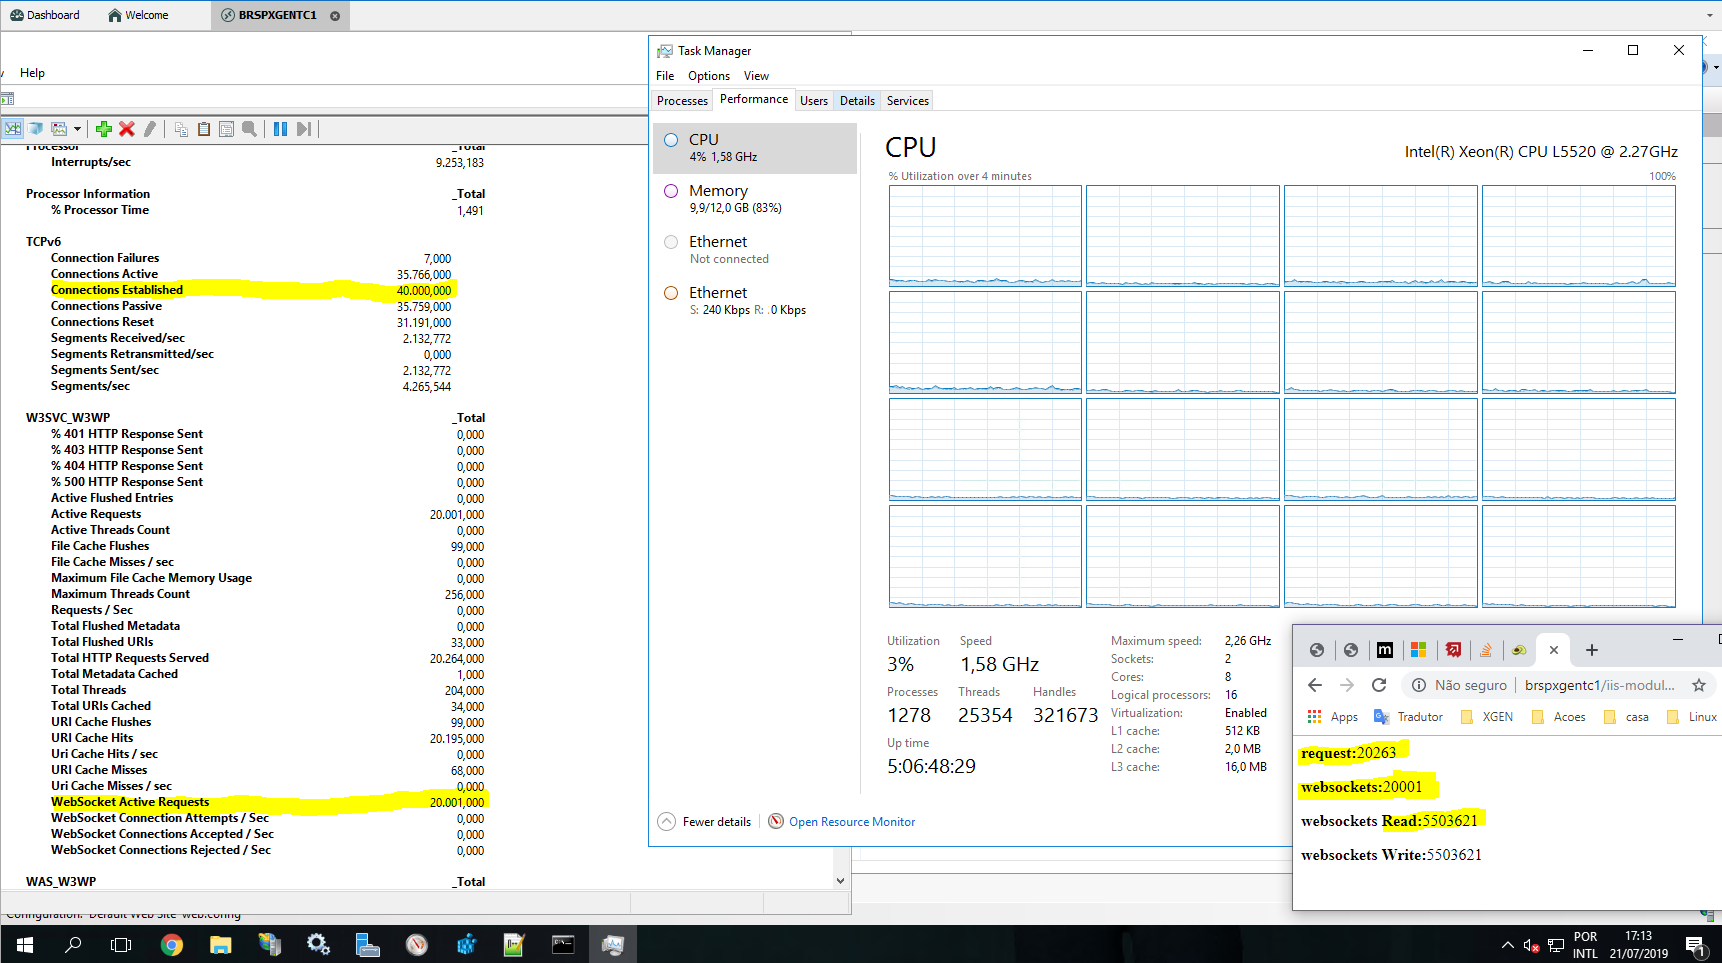 Dashboard Welcome BRSPXGENTC1
Help
Processor _Total
Interrupts/sec 9.253,183
Processor Information _Total
% Processor Time 1,491
TCPv6
Connection Failures 7,000
Connections Active 35.766,000
Connections Established 40.000,000
Connections Passive 35.759,000
Connections Reset 31.191,000
Segments Received/sec 2.132,772
Segments Retransmitted/sec 0,000
Segments Sent/sec 2.132,772
Segments/sec 4.265,544
W3SVC_W3WP _Total
% 401 HTTP Response Sent 0,000
% 403 HTTP Response Sent 0,000
% 404 HTTP Response Sent 0,000
% 500 HTTP Response Sent 0,000
Active Flushed Entries 0,000
Active Requests 20.001,000
Active Threads Count 0,000
File Cache Flushes 99,000
File Cache Misses / sec 0,000
Maximum File Cache Memory Usage 0,000
Maximum Threads Count 256,000
Requests / Sec 0,000
Total Flushed Metadata 0,000
Total Flushed URIs 33,000
Total HTTP Requests Served 20.264,000
Total Metadata Cached 1,000
Total Threads 204,000
Total URIs Cached 34,000
URI Cache Flushes 99,000
URI Cache Hits 20.195,000
Uri Cache Hits / sec 0,000
URI Cache Misses 68,000
Uri Cache Misses / sec 0,000
WebSocket Active Requests 20.001,000
WebSocket Connection Attempts / Sec 0,000
WebSocket Connections Accepted / Sec 0,000
WebSocket Connections Rejected / Sec 0,000
WAS_W3WP _Total
Configuration: 'Default Web Site' web.config
Task Manager
File Options View
Processes Performance Users Details Services
CPU
4% 1,58 GHz
Memory
9,9/12,0 GB (83%)
Ethernet
Not connected
Ethernet
S: 240 Kbps R: .0 Kbps
CPU Intel(R) Xeon(R) CPU L5520 @ 2.27GHz
% Utilization over 4 minutes 100%
Utilization Speed
3% 1,58 GHz
Processes Threads Handles
1278 25354 321673
Up time
5:06:48:29
Maximum speed: 2,26 GHz
Sockets: 2
Cores: 8
Logical processors: 16
Virtualization: Enabled
L1 cache: 512 KB
L2 cache: 2,0 MB
L3 cache: 16,0 MB
Fewer details Open Resource Monitor
m
Não seguro brspxgentc1/iis-modul...
Apps Tradutor XGEN Acoes casa Linux
request:20263
websockets:20001
websockets Read:5503621
websockets Write:5503621
POR
INTL
17:13
21/07/2019
1